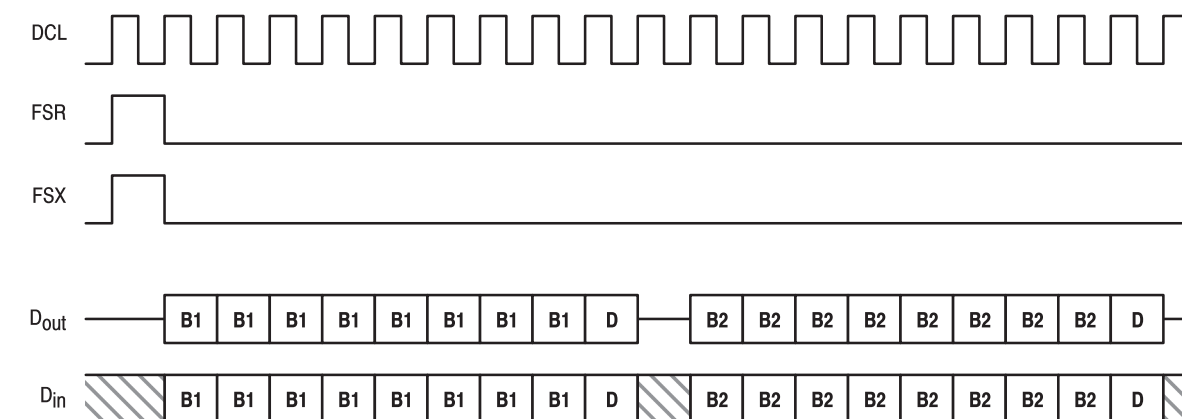 DCL
FSR
FSX
Dout B1 B1 B1 B1 B1 B1 B1 B1 D B2 B2 B2 B2 B2 B2 B2 B2 D
Din B1 B1 B1 B1 B1 B1 B1 B1 D B2 B2 B2 B2 B2 B2 B2 B2 D